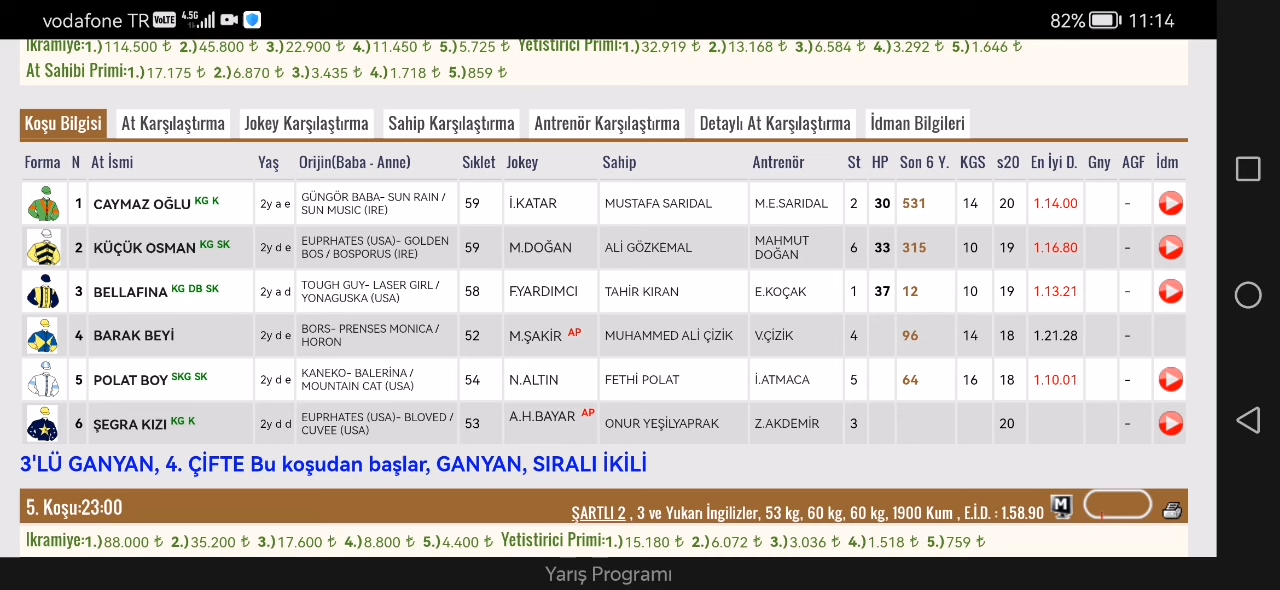 vodafone TR VoLTE 4.5G 1k 82% 11:14
İkramiye:1.)114.500 ₺ 2.)45.800 ₺ 3.)22.900 ₺ 4.)11.450 ₺ 5.)5.725 ₺ Yetistirici Primi:1.)32.919 ₺ 2.)13.168 ₺ 3.)6.584 ₺ 4.)3.292 ₺ 5.)1.646 ₺
At Sahibi Primi:1.)17.175 ₺ 2.)6.870 ₺ 3.)3.435 ₺ 4.)1.718 ₺ 5.)859 ₺
Koşu Bilgisi At Karşılaştırma Jokey Karşılaştırma Sahip Karşılaştırma Antrenör Karşılaştırma Detaylı At Karşılaştırma İdman Bilgileri
Forma N At İsmi Yaş Orijin(Baba - Anne) Sıklet Jokey Sahip Antrenör St HP Son 6 Y. KGS s20 En İyi D. Gny AGF İdm
1 CAYMAZ OĞLU KG K 2y a e GÜNGÖR BABA- SUN RAIN / SUN MUSIC (IRE) 59 İ.KATAR MUSTAFA SARIDAL M.E.SARIDAL 2 30 531 14 20 1.14.00 -
2 KÜÇÜK OSMAN KG SK 2y d e EUPRHATES (USA)- GOLDEN BOS / BOSPORUS (IRE) 59 M.DOĞAN ALİ GÖZKEMAL MAHMUT DOĞAN 6 33 315 10 19 1.16.80 -
3 BELLAFINA KG DB SK 2y a d TOUGH GUY- LASER GIRL / YONAGUSKA (USA) 58 F.YARDIMCI TAHİR KIRAN E.KOÇAK 1 37 12 10 19 1.13.21 -
4 BARAK BEYİ 2y d e BORS- PRENSES MONICA / HORON 52 M.ŞAKİR AP MUHAMMED ALİ ÇİZİK V.ÇİZİK 4 96 14 18 1.21.28 -
5 POLAT BOY SKG SK 2y d e KANEKO- BALERİNA / MOUNTAIN CAT (USA) 54 N.ALTIN FETHİ POLAT İ.ATMACA 5 64 16 18 1.10.01 -
6 ŞEGRA KIZI KG K 2y d d EUPRHATES (USA)- BLOVED / CUVEE (USA) 53 A.H.BAYAR AP ONUR YEŞİLYAPRAK Z.AKDEMİR 3 20 -
3'LÜ GANYAN, 4. ÇİFTE Bu koşudan başlar, GANYAN, SIRALI İKİLİ
5. Koşu:23:00 ŞARTLI 2 , 3 ve Yukarı İngilizler, 53 kg, 60 kg, 60 kg, 1900 Kum , E.İ.D. : 1.58.90 M
İkramiye:1.)88.000 ₺ 2.)35.200 ₺ 3.)17.600 ₺ 4.)8.800 ₺ 5.)4.400 ₺ Yetistirici Primi:1.)15.180 ₺ 2.)6.072 ₺ 3.)3.036 ₺ 4.)1.518 ₺ 5.)759 ₺
Yarış Programı